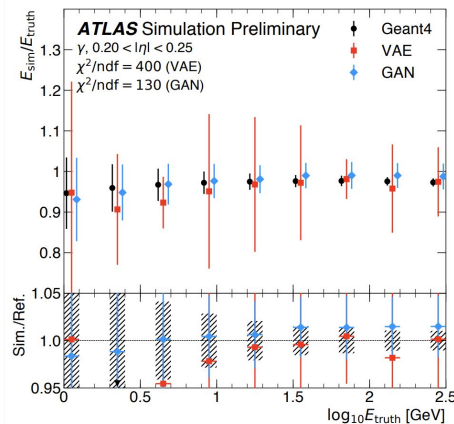 ATLAS Simulation Preliminary
γ, 0.20 < |η| < 0.25
χ²/ndf = 400 (VAE)
χ²/ndf = 130 (GAN)
Geant4
VAE
GAN
E_sim/E_truth
1.3
1.2
1.1
1
0.9
0.8
Sim./Ref.
1.05
1.0
0.95
0.0
0.5
1.0
1.5
2.0
2.5
log₁₀E_truth [GeV]